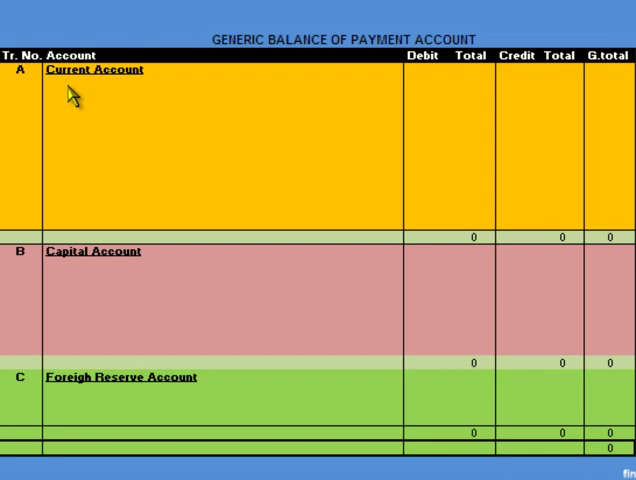 GENERIC BALANCE OF PAYMENT ACCOUNT
Tr. No. Account Debit Total Credit Total G.total
A Current Account
0 0 0
B Capital Account
0 0 0
C Foreigh Reserve Account
0 0 0
0
fin